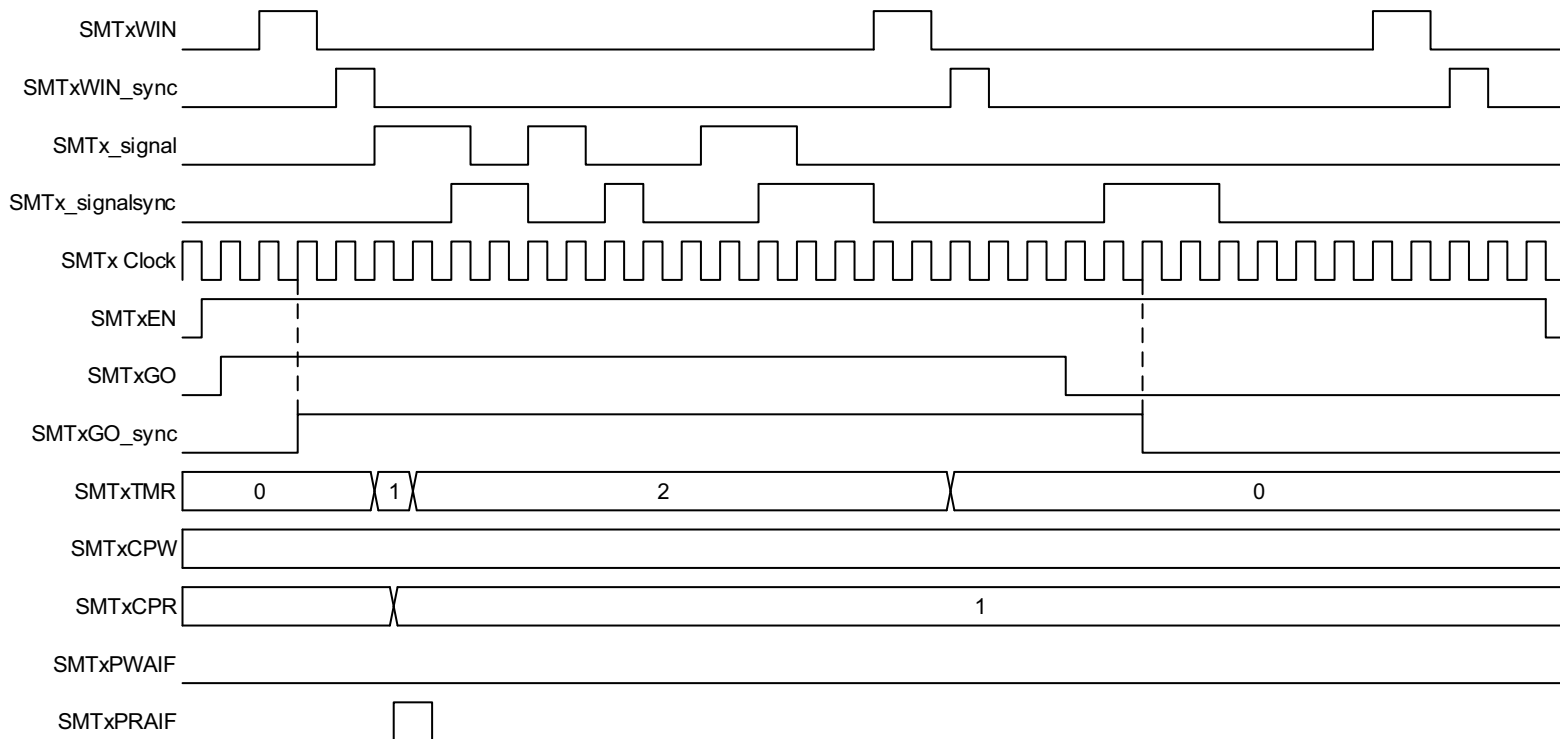 SMTxWIN
SMTxWIN_sync
SMTx_signal
SMTx_signalsync
SMTx Clock
SMTxEN
SMTxGO
SMTxGO_sync
SMTxTMR 0 1 2 0
SMTxCPW
SMTxCPR 1
SMTxPWAIF
SMTxPRAIF